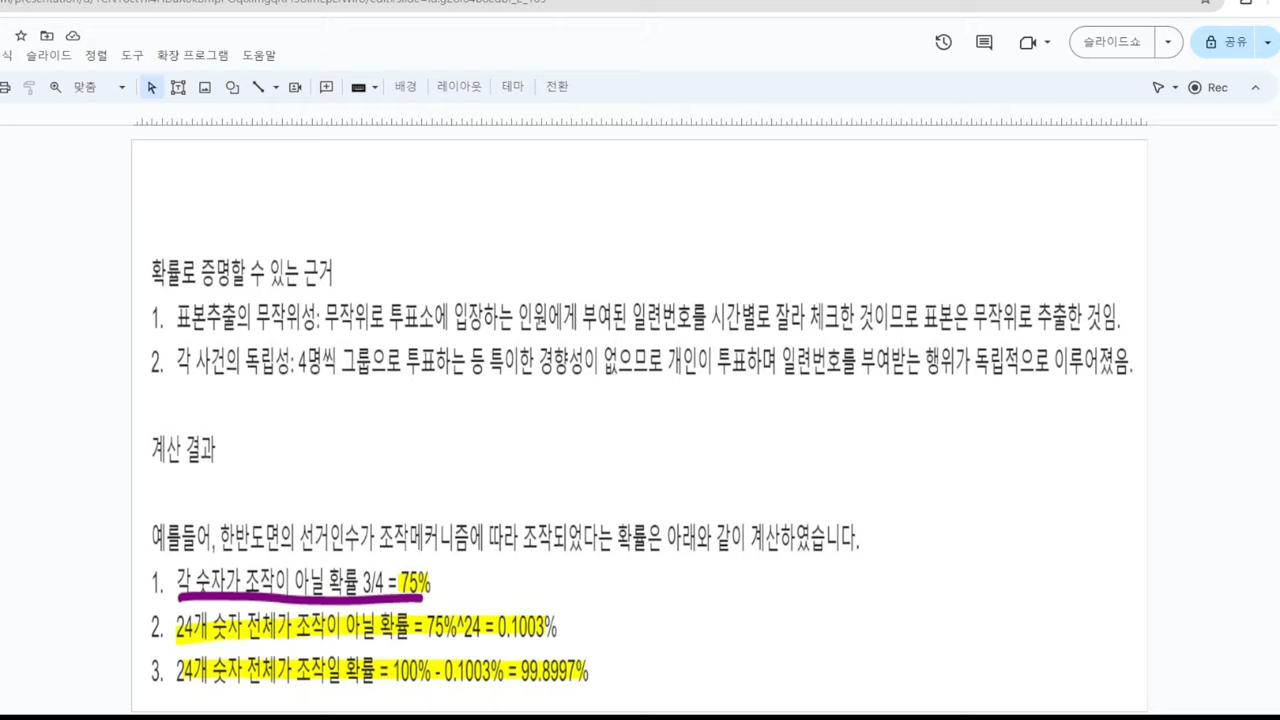 식 슬라이드 정렬 도구 확장 프로그램 도움말
슬라이드쇼
공유
맞춤
배경 레이아웃 테마 전환
Rec
확률로 증명할 수 있는 근거
1. 표본추출의 무작위성: 무작위로 투표소에 입장하는 인원에게 부여된 일련번호를 시간별로 잘라 체크한 것이므로 표본은 무작위로 추출한 것임.
2. 각 사건의 독립성: 4명씩 그룹으로 투표하는 등 특이한 경향성이 없으므로 개인이 투표하며 일련번호를 부여받는 행위가 독립적으로 이루어졌음.
계산 결과
예를들어, 한반도면의 선거인수가 조작메커니즘에 따라 조작되었다는 확률은 아래와 같이 계산하였습니다.
1. 각 숫자가 조작이 아닐 확률 3/4 = 75%
2. 24개 숫자 전체가 조작이 아닐 확률 = 75%^24 = 0.1003%
3. 24개 숫자 전체가 조작일 확률 = 100% - 0.1003% = 99.8997%